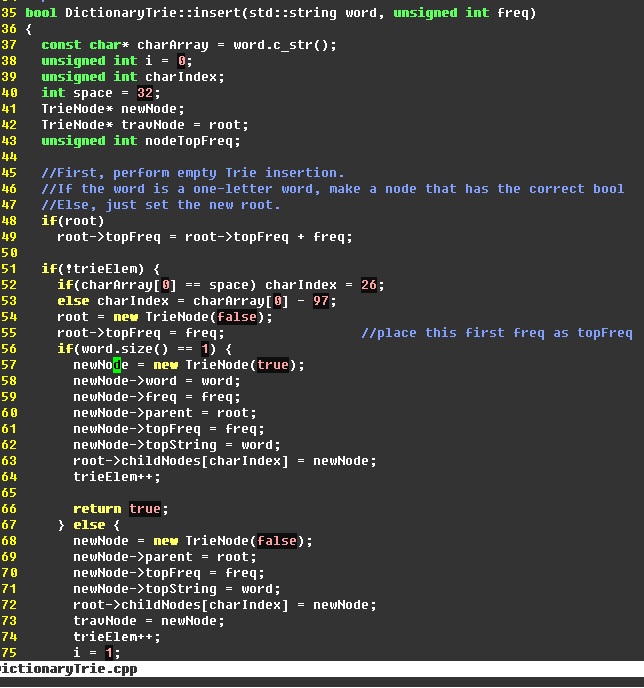 35 bool DictionaryTrie::insert(std::string word, unsigned int freq)
36 {
37   const char* charArray = word.c_str();
38   unsigned int i = 0;
39   unsigned int charIndex;
40   int space = 32;
41   TrieNode* newNode;
42   TrieNode* travNode = root;
43   unsigned int nodeTopFreq;
44
45   //First, perform empty Trie insertion.
46   //If the word is a one-letter word, make a node that has the correct bool
47   //Else, just set the new root.
48   if(root)
49     root->topFreq = root->topFreq + freq;
50
51   if(!trieElem) {
52     if(charArray[0] == space) charIndex = 26;
53     else charIndex = charArray[0] - 97;
54     root = new TrieNode(false);
55     root->topFreq = freq;                  //place this first freq as topFreq
56     if(word.size() == 1) {
57       newNode = new TrieNode(true);
58       newNode->word = word;
59       newNode->freq = freq;
60       newNode->parent = root;
61       newNode->topFreq = freq;
62       newNode->topString = word;
63       root->childNodes[charIndex] = newNode;
64       trieElem++;
65
66       return true;
67     } else {
68       newNode = new TrieNode(false);
69       newNode->parent = root;
70       newNode->topFreq = freq;
71       newNode->topString = word;
72       root->childNodes[charIndex] = newNode;
73       travNode = newNode;
74       trieElem++;
75       i = 1;
ictionaryTrie.cpp